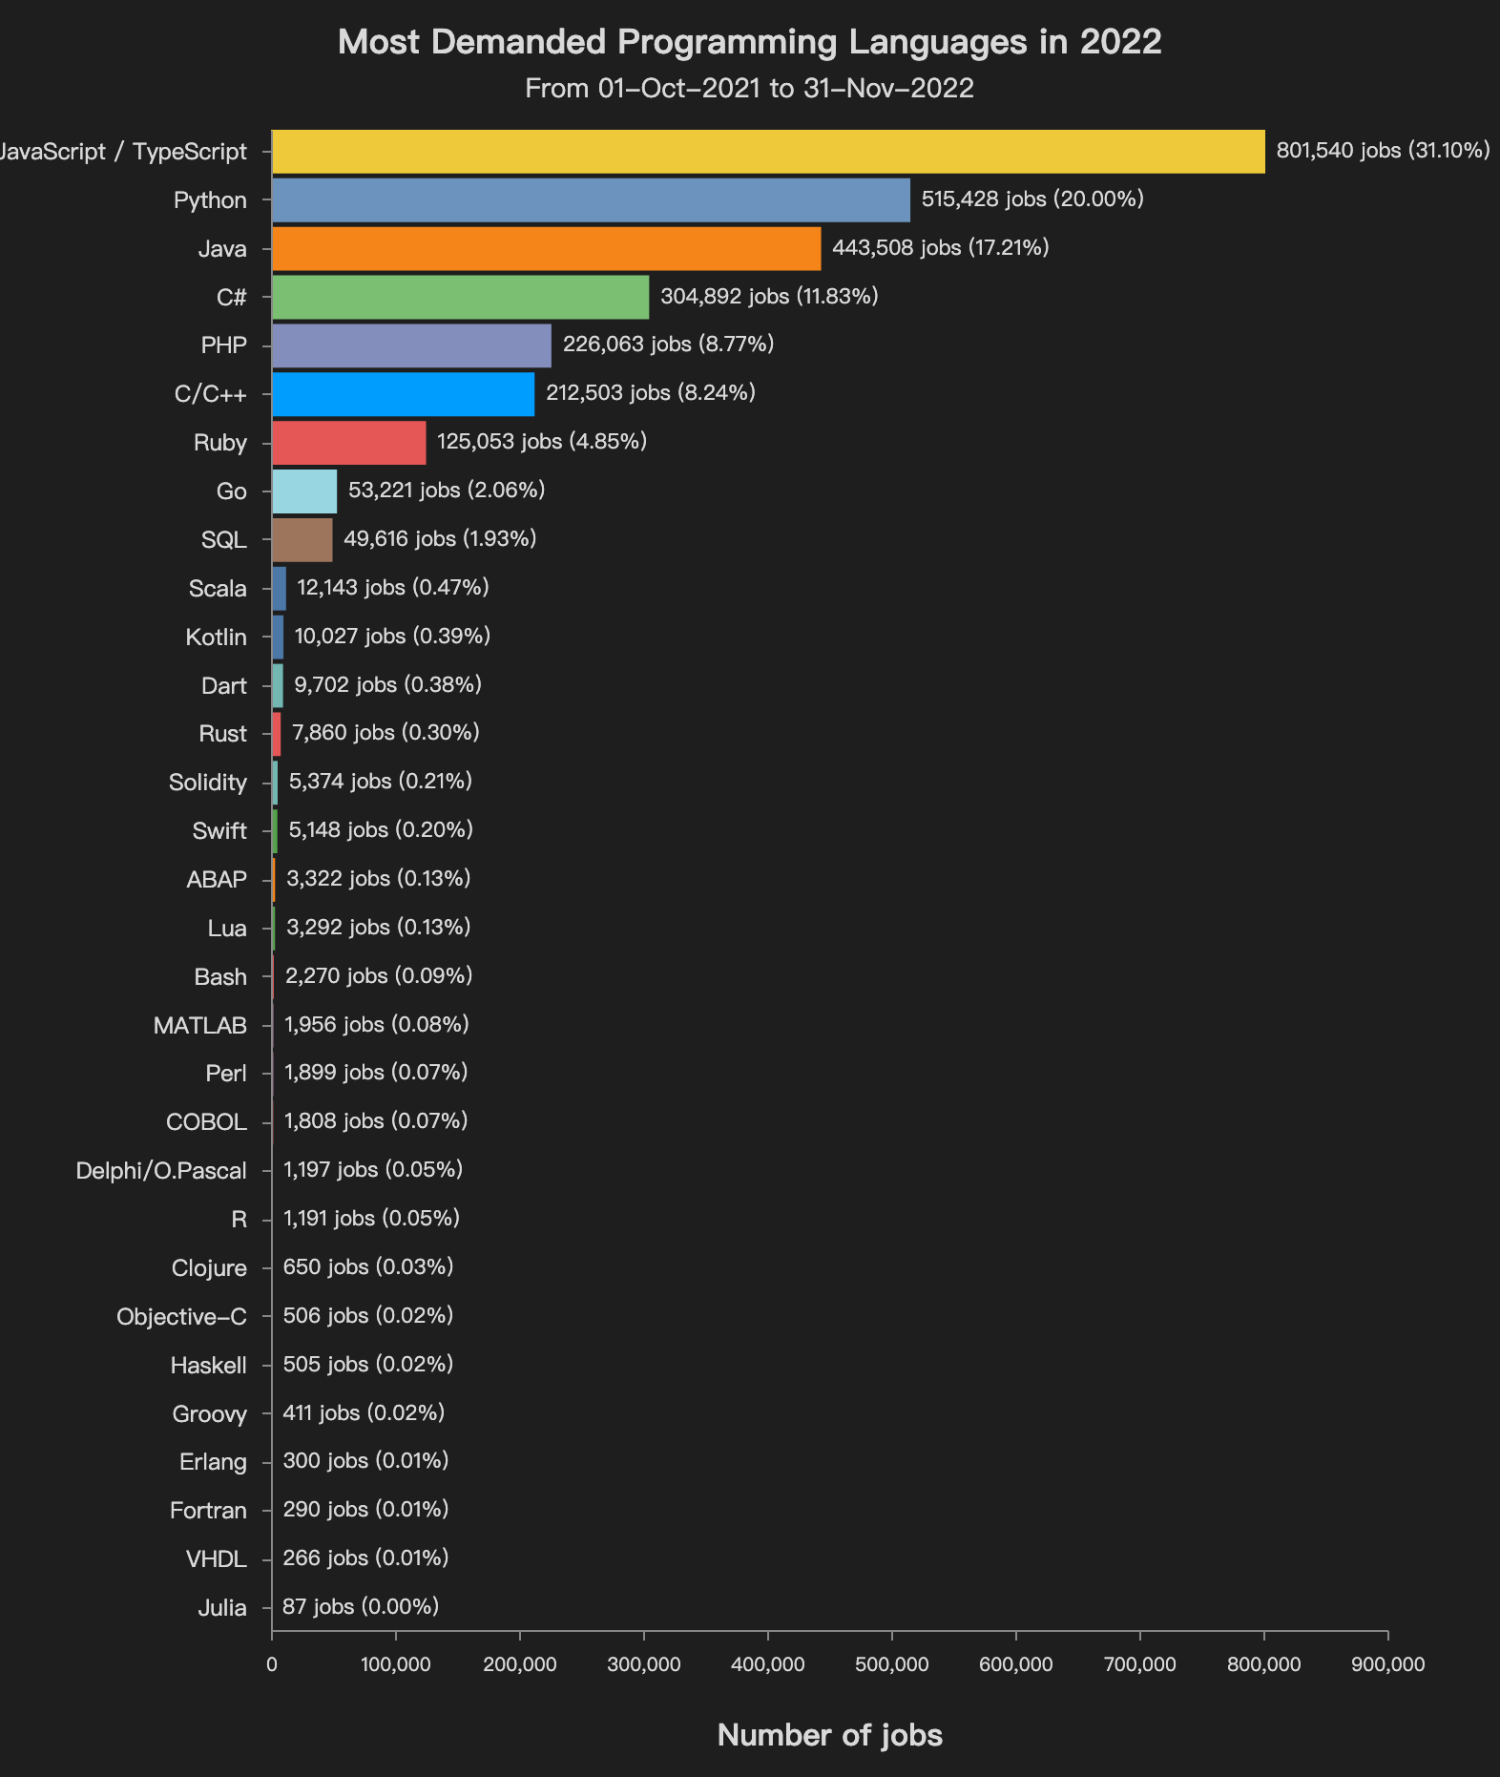 Most Demanded Programming Languages in 2022
From 01-Oct-2021 to 31-Nov-2022
JavaScript / TypeScript 801,540 jobs (31.10%)
Python 515,428 jobs (20.00%)
Java 443,508 jobs (17.21%)
C# 304,892 jobs (11.83%)
PHP 226,063 jobs (8.77%)
C/C++ 212,503 jobs (8.24%)
Ruby 125,053 jobs (4.85%)
Go 53,221 jobs (2.06%)
SQL 49,616 jobs (1.93%)
Scala 12,143 jobs (0.47%)
Kotlin 10,027 jobs (0.39%)
Dart 9,702 jobs (0.38%)
Rust 7,860 jobs (0.30%)
Solidity 5,374 jobs (0.21%)
Swift 5,148 jobs (0.20%)
ABAP 3,322 jobs (0.13%)
Lua 3,292 jobs (0.13%)
Bash 2,270 jobs (0.09%)
MATLAB 1,956 jobs (0.08%)
Perl 1,899 jobs (0.07%)
COBOL 1,808 jobs (0.07%)
Delphi/O.Pascal 1,197 jobs (0.05%)
R 1,191 jobs (0.05%)
Clojure 650 jobs (0.03%)
Objective-C 506 jobs (0.02%)
Haskell 505 jobs (0.02%)
Groovy 411 jobs (0.02%)
Erlang 300 jobs (0.01%)
Fortran 290 jobs (0.01%)
VHDL 266 jobs (0.01%)
Julia 87 jobs (0.00%)
0 100,000 200,000 300,000 400,000 500,000 600,000 700,000 800,000 900,000
Number of jobs